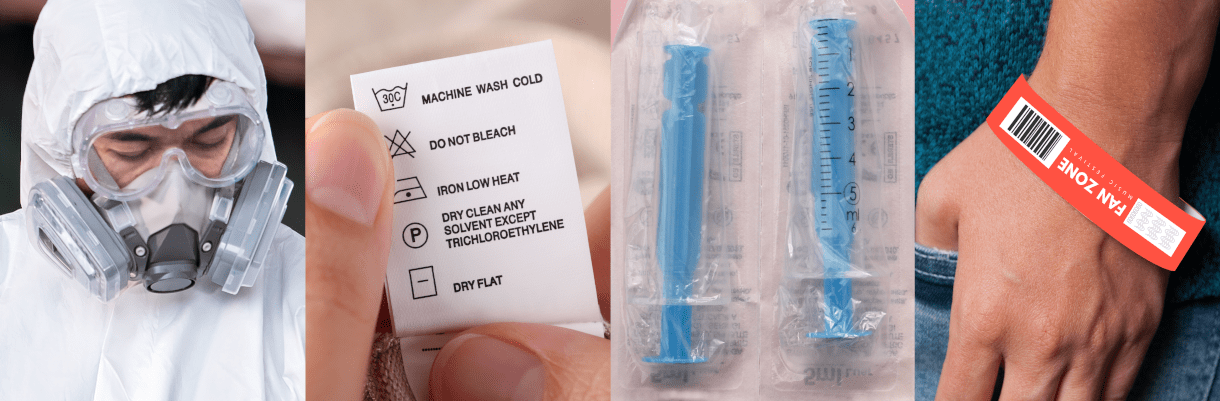 30C
MACHINE WASH COLD
DO NOT BLEACH
IRON LOW HEAT
DRY CLEAN ANY
SOLVENT EXCEPT
TRICHLOROETHYLENE
P
DRY FLAT
1
2
3
4
5
ml
6
FAN ZONE
MUSIC FESTIVAL